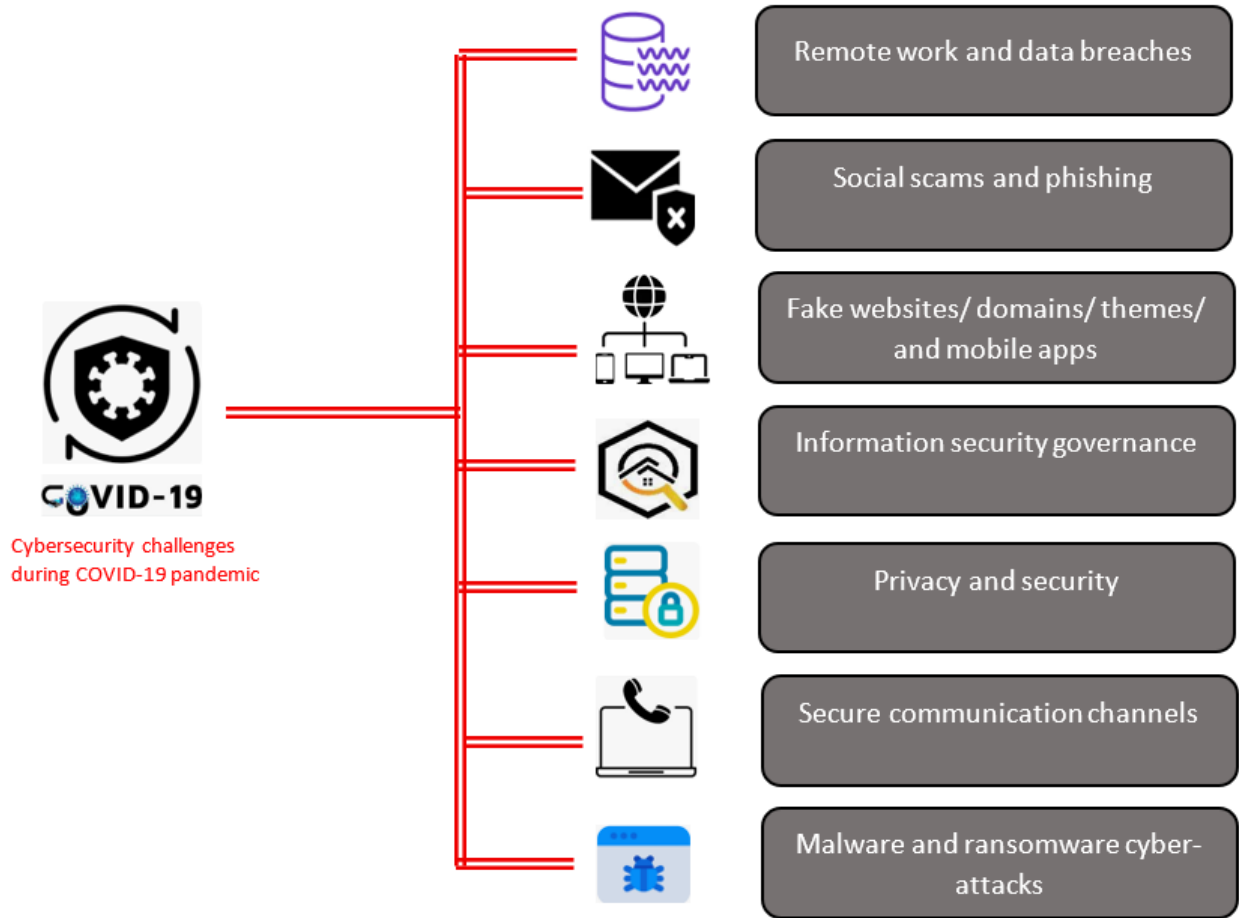 Remote work and data breaches
Social scams and phishing
Fake websites/ domains/ themes/
and mobile apps
COVID-19
Cybersecurity challenges
during COVID-19 pandemic
Information security governance
Privacy and security
Secure communication channels
Malware and ransomware cyber-
attacks